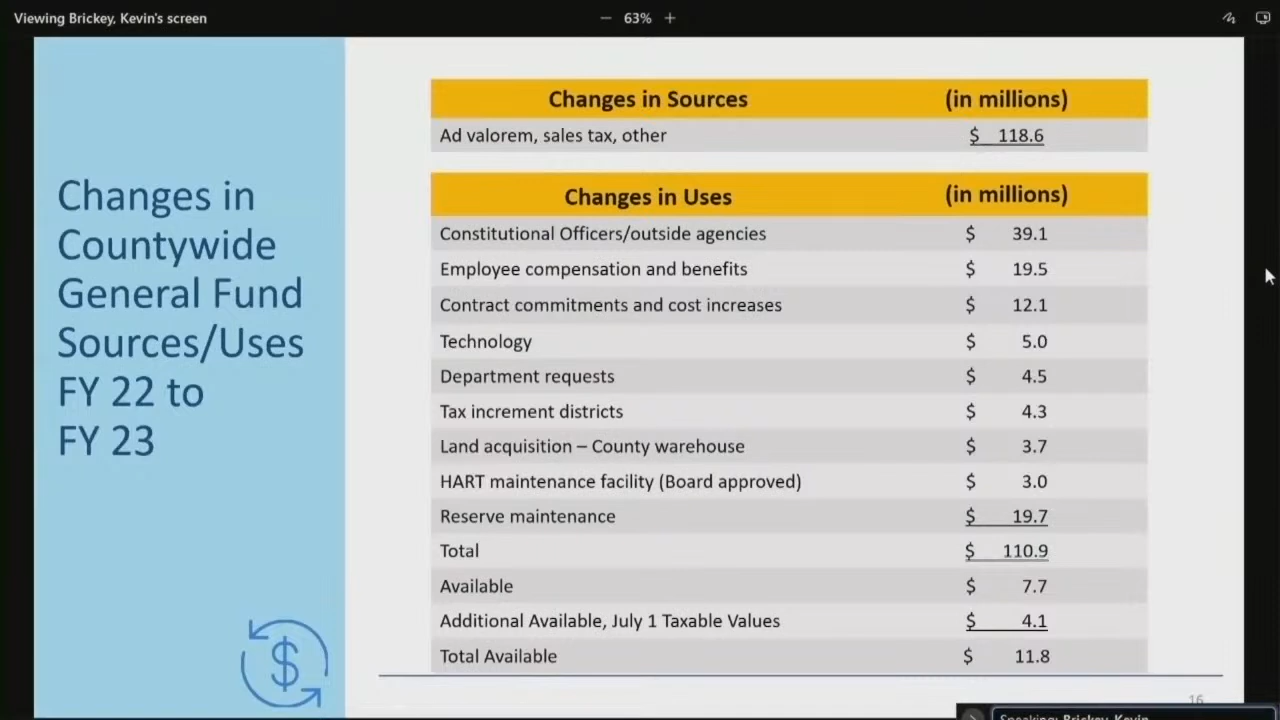 Viewing Brickey, Kevin's screen
63%
Changes in
Countywide
General Fund
Sources/Uses
FY 22 to
FY 23
Changes in Sources (in millions)
Ad valorem, sales tax, other $ 118.6
Changes in Uses (in millions)
Constitutional Officers/outside agencies $ 39.1
Employee compensation and benefits $ 19.5
Contract commitments and cost increases $ 12.1
Technology $ 5.0
Department requests $ 4.5
Tax increment districts $ 4.3
Land acquisition – County warehouse $ 3.7
HART maintenance facility (Board approved) $ 3.0
Reserve maintenance $ 19.7
Total $ 110.9
Available $ 7.7
Additional Available, July 1 Taxable Values $ 4.1
Total Available $ 11.8
16
Speaking: Brickey, Kevin